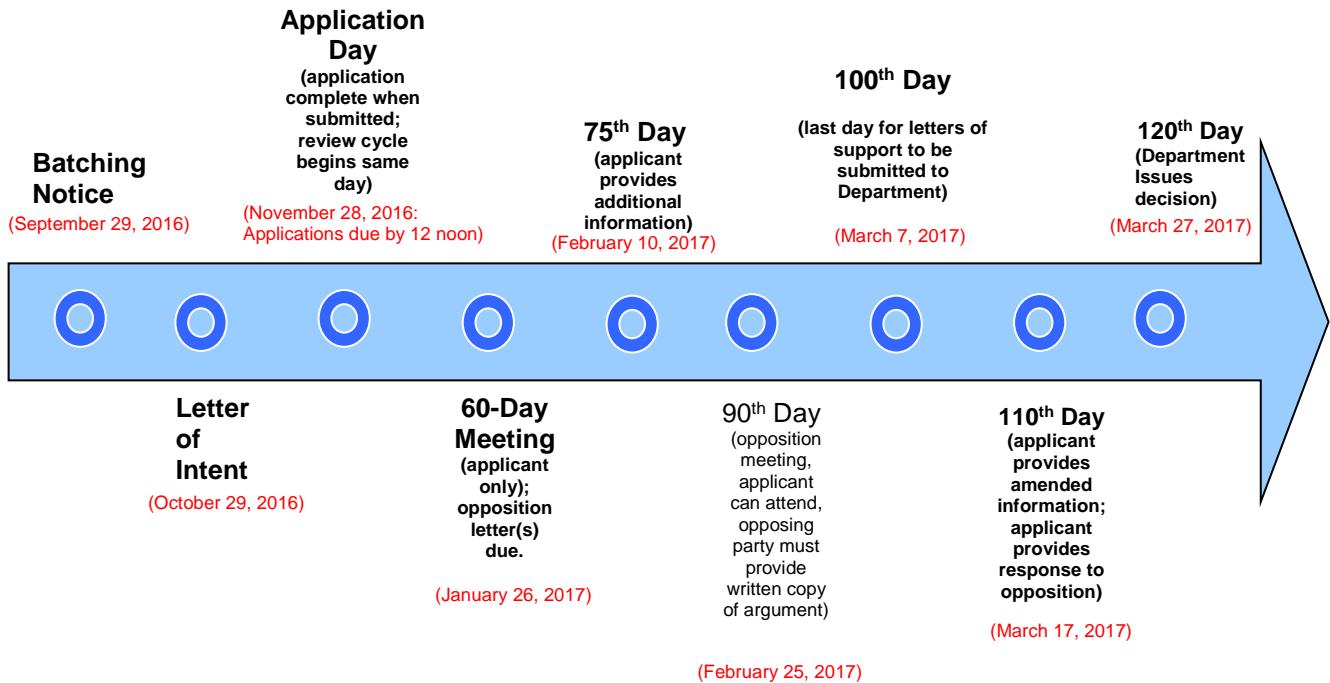 Batching
Notice
(September 29, 2016)
Letter
of
Intent
(October 29, 2016)
Application
Day
(application
complete when
submitted;
review cycle
begins same
day)
(November 28, 2016:
Applications due by 12 noon)
60-Day
Meeting
(applicant
only);
opposition
letter(s)
due.
(January 26, 2017)
75th Day
(applicant
provides
additional
information)
(February 10, 2017)
90th Day
(opposition
meeting,
applicant
can attend,
opposing
party must
provide
written copy
of argument)
(February 25, 2017)
100th Day
(last day for letters of
support to be
submitted to
Department)
(March 7, 2017)
110th Day
(applicant
provides
amended
information;
applicant
provides
response to
opposition)
(March 17, 2017)
120th Day
(Department
Issues
decision)
(March 27, 2017)